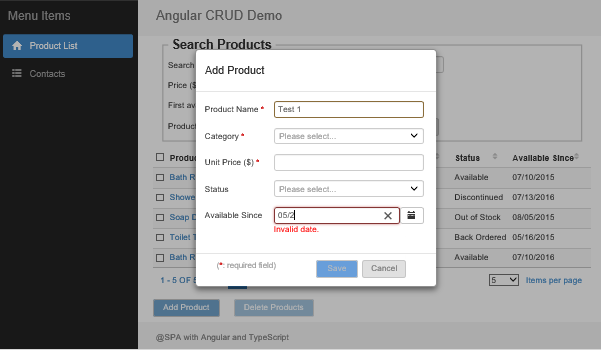 Menu Items
Angular CRUD Demo
Product List
Contacts
Search Products
Search
Price ($
First av
Product
Add Product
Product Name * Test 1
Category * Please select...
Unit Price ($) *
Status Please select...
Available Since 05/2
Invalid date.
(*: required field) Save Cancel
Produ Status Available Since
Bath R Available 07/10/2015
Showe Discontinued 07/13/2016
Soap D Out of Stock 08/05/2015
Toilet T Back Ordered 05/16/2015
Bath R Available 07/10/2016
1 - 5 OF 5 Items per page
Add Product Delete Products
@SPA with Angular and TypeScript